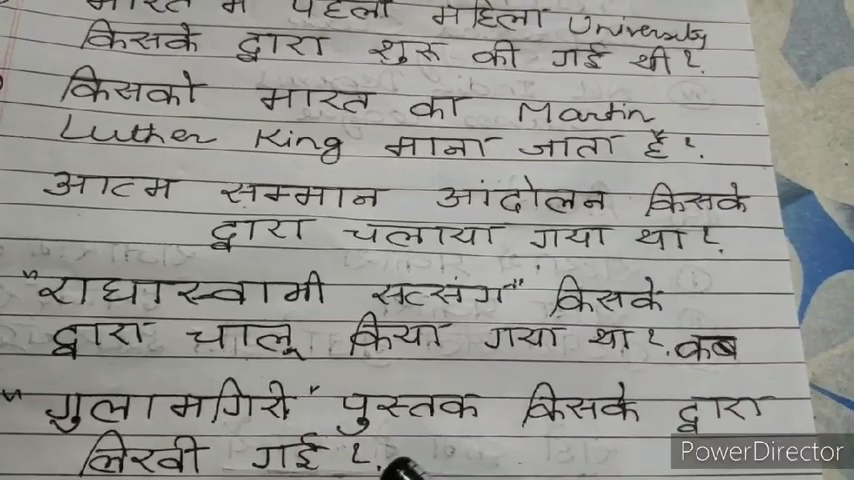 भारत में पहली महिला University
किसके द्वारा शुरू की गई थी?
किसको भारत का Martin
Luther King माना जाता है?
आत्म सम्मान आंदोलन किसके
द्वारा चलाया गया था?
"राधास्वामी सत्संग" किसके
द्वारा चालू किया गया था? कब
"गुलामगिरी" पुस्तक किसके द्वारा
लिखी गई?
PowerDirector